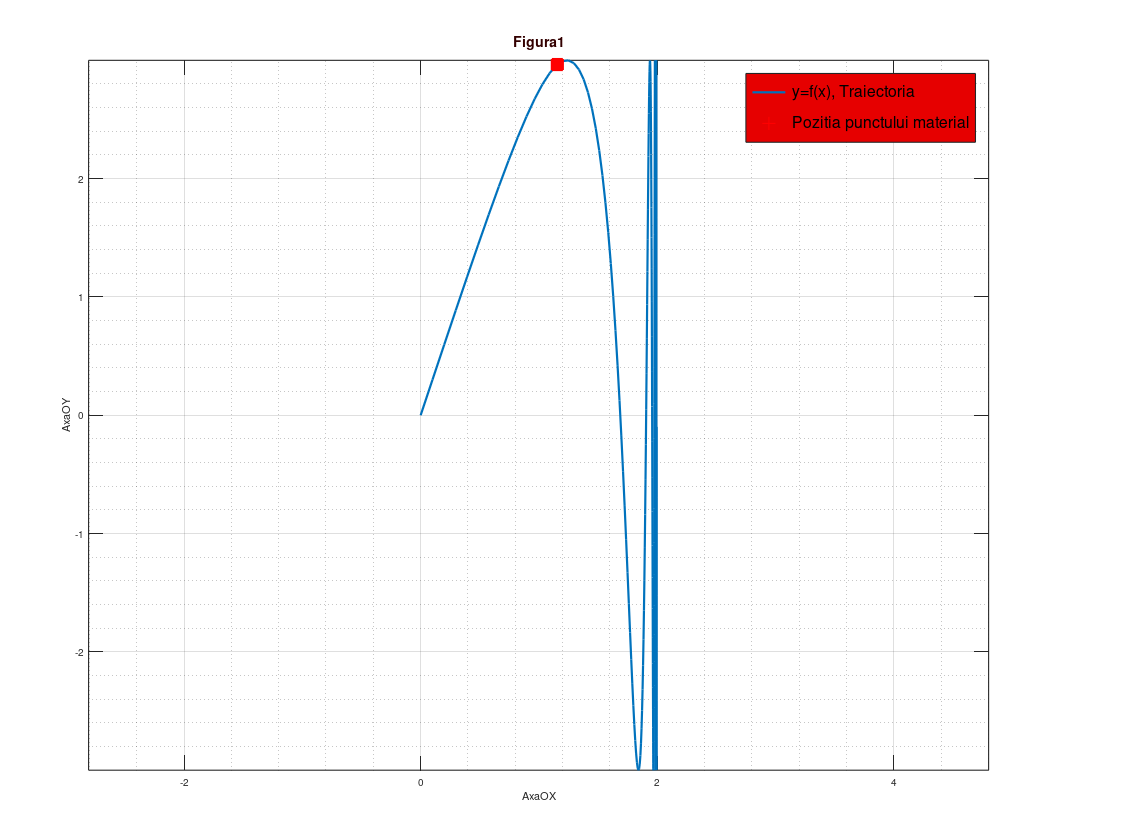 Figura1
y=f(x), Traiectoria
Pozitia punctului material
2
1
0
-1
-2
AxaOY
-2
0
2
4
AxaOX